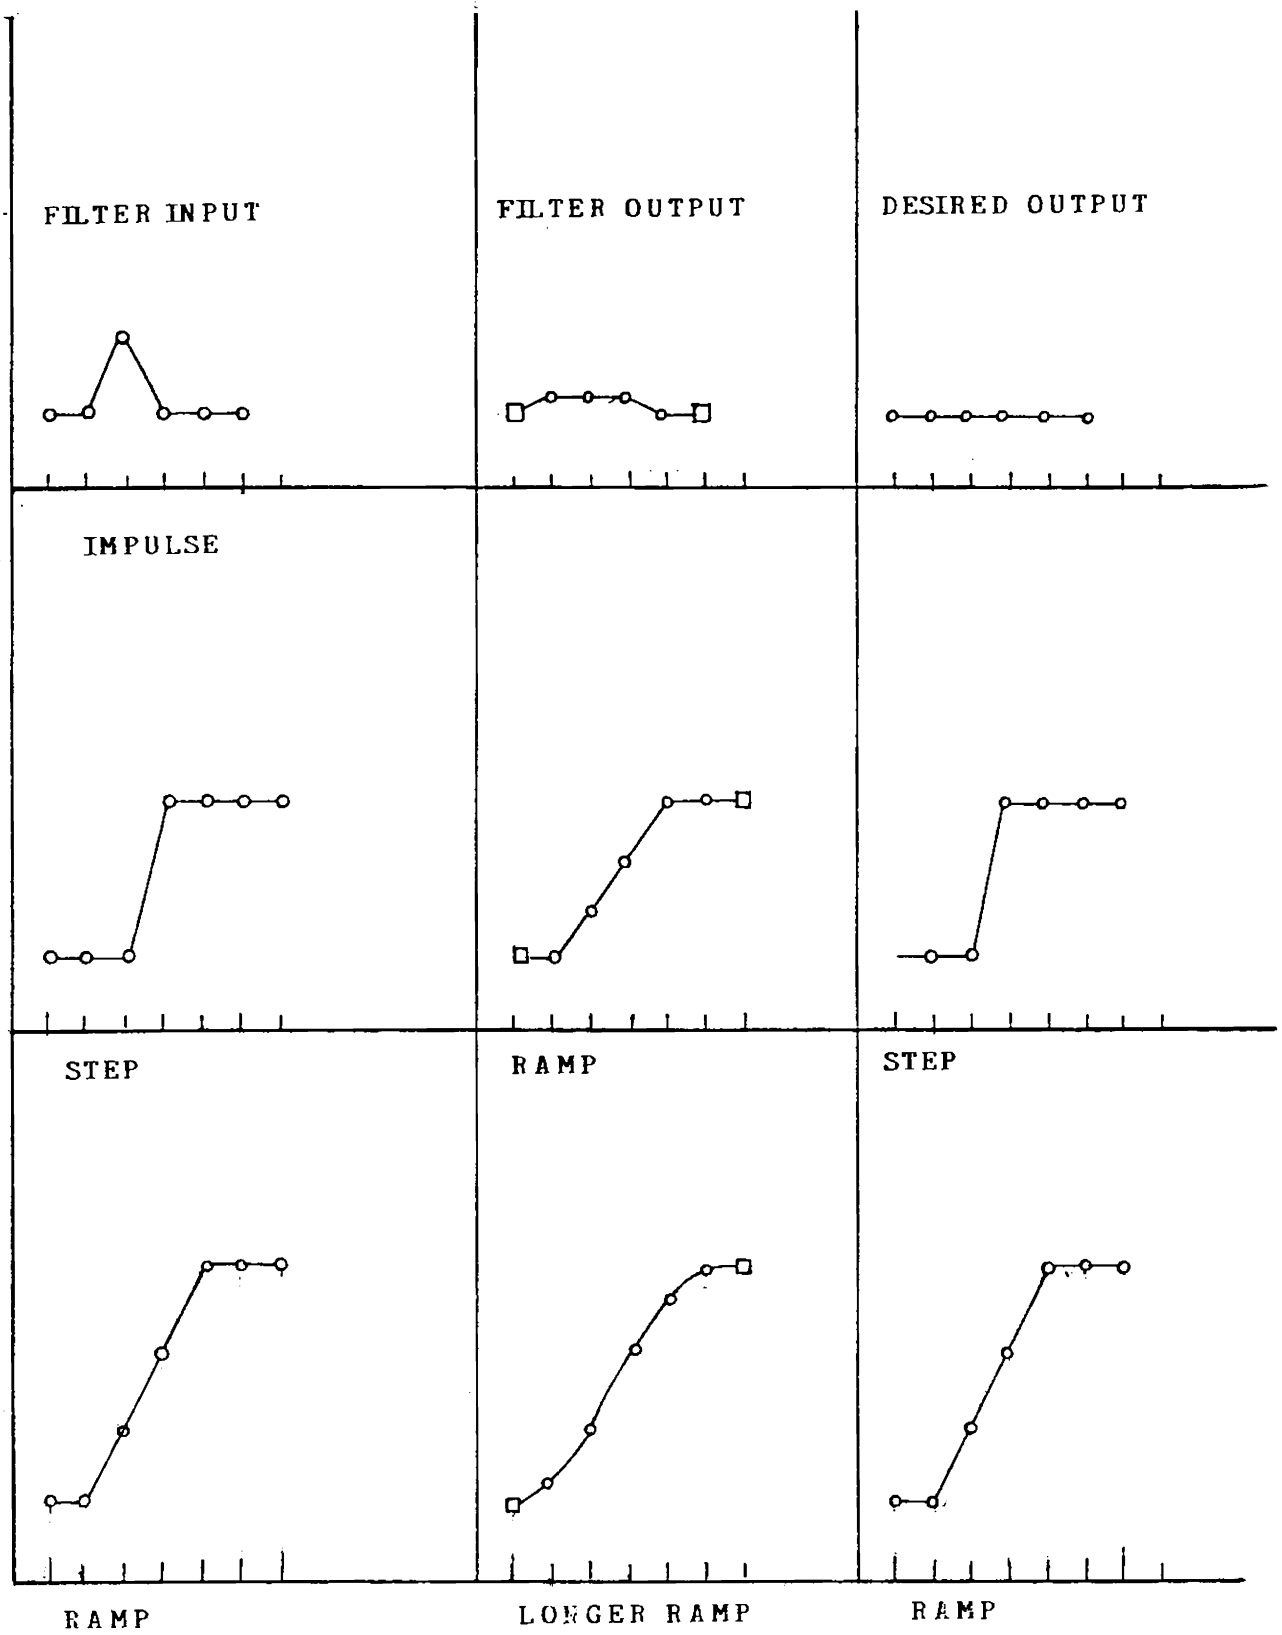 FILTER INPUT
FILTER OUTPUT
DESIRED OUTPUT
IMPULSE
STEP
RAMP
STEP
RAMP
LONGER RAMP
RAMP